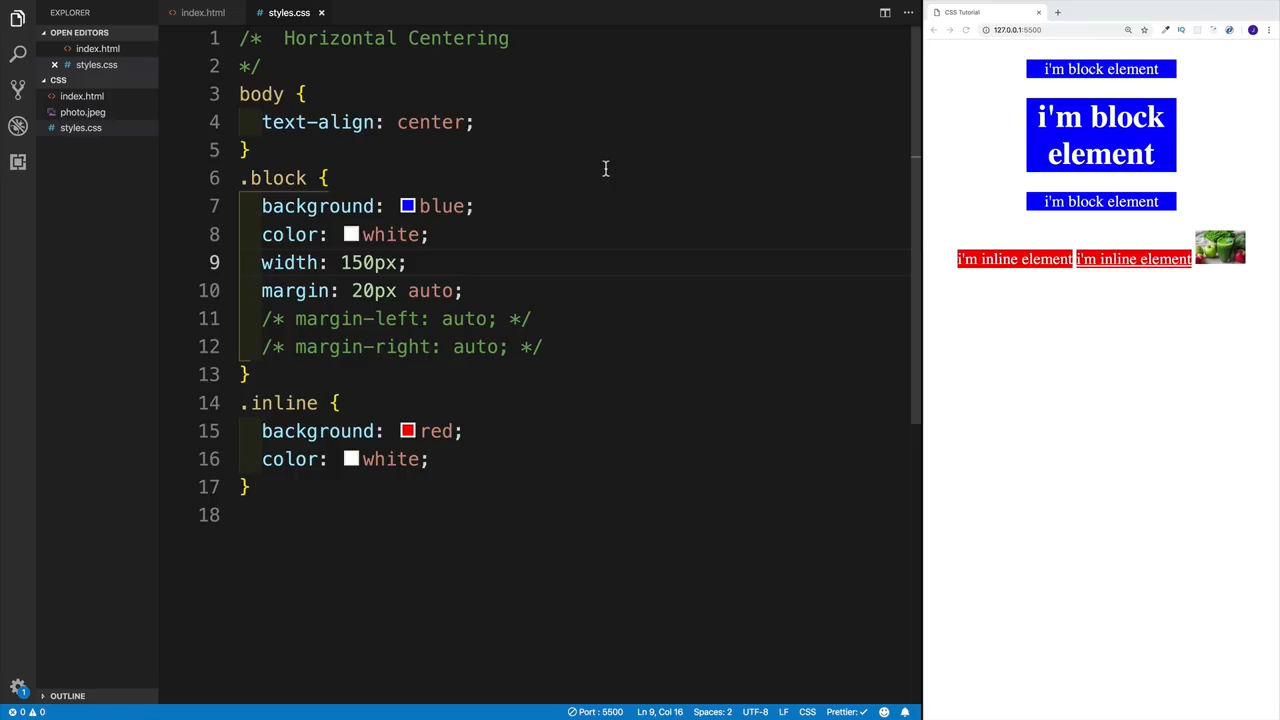 EXPLORER
OPEN EDITORS
index.html
# styles.css
CSS
index.html
photo.jpeg
# styles.css
OUTLINE
1
index.html
# styles.css
1 /*  Horizontal Centering
2 */
3 body {
4 text-align: center;
5 }
6 .block {
7 background: blue;
8 color: white;
9 width: 150px;
10 margin: 20px auto;
11 /* margin-left: auto; */
12 /* margin-right: auto; */
13 }
14 .inline {
15 background: red;
16 color: white;
17 }
18
0 0
Port : 5500 Ln 9, Col 16 Spaces: 2 UTF-8 LF CSS Prettier:
CSS Tutorial
127.0.0.1:5500
IQ
J
i'm block element
i'm block
element
i'm block element
i'm inline element i'm inline element